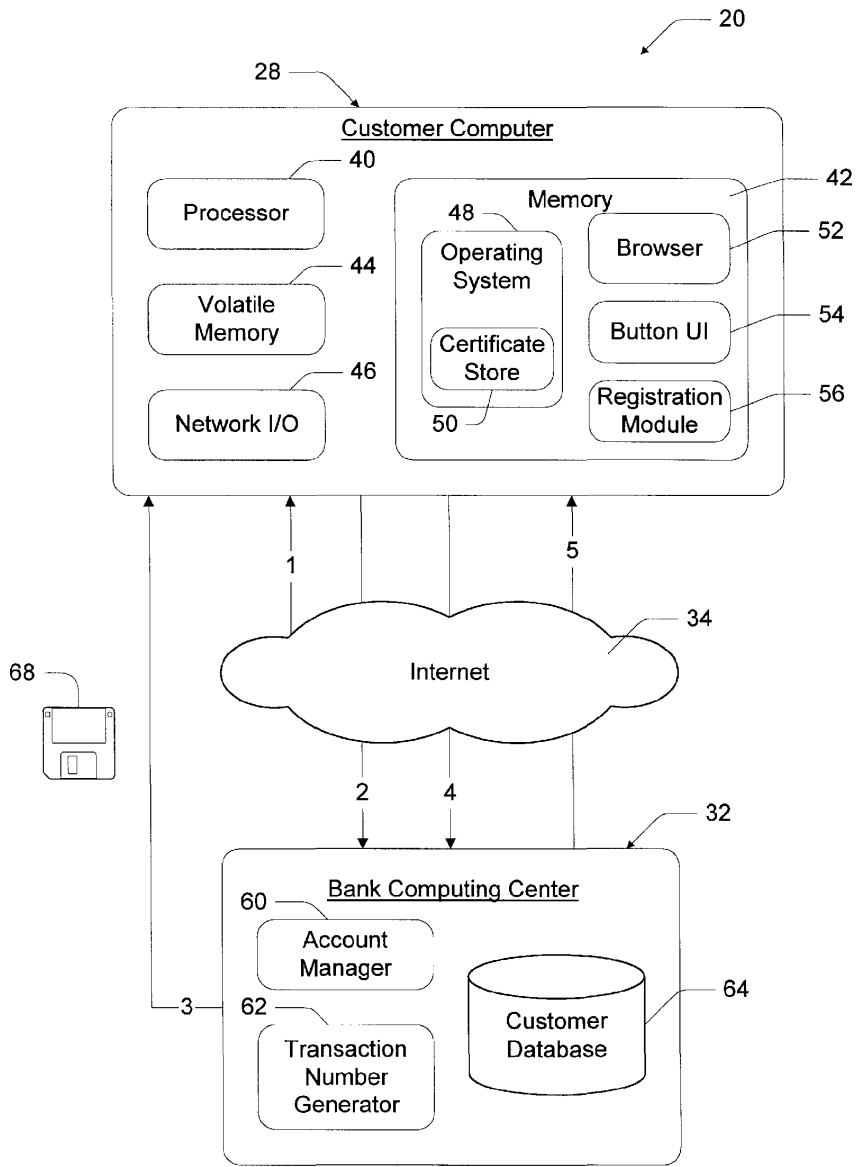 20
28
Customer Computer
40
Processor
44
Volatile
Memory
46
Network I/O
42
Memory
48
Operating
System
Certificate
Store
50
Browser
52
Button UI
54
Registration
Module
56
1
5
34
Internet
68
2
4
32
Bank Computing Center
60
Account
Manager
3
62
Transaction
Number
Generator
Customer
Database
64